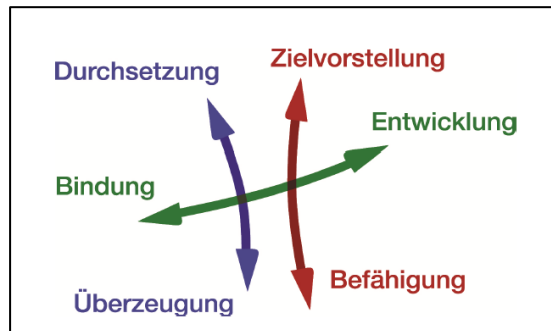 Zielvorstellung
Durchsetzung
Entwicklung
Bindung
Befähigung
Überzeugung